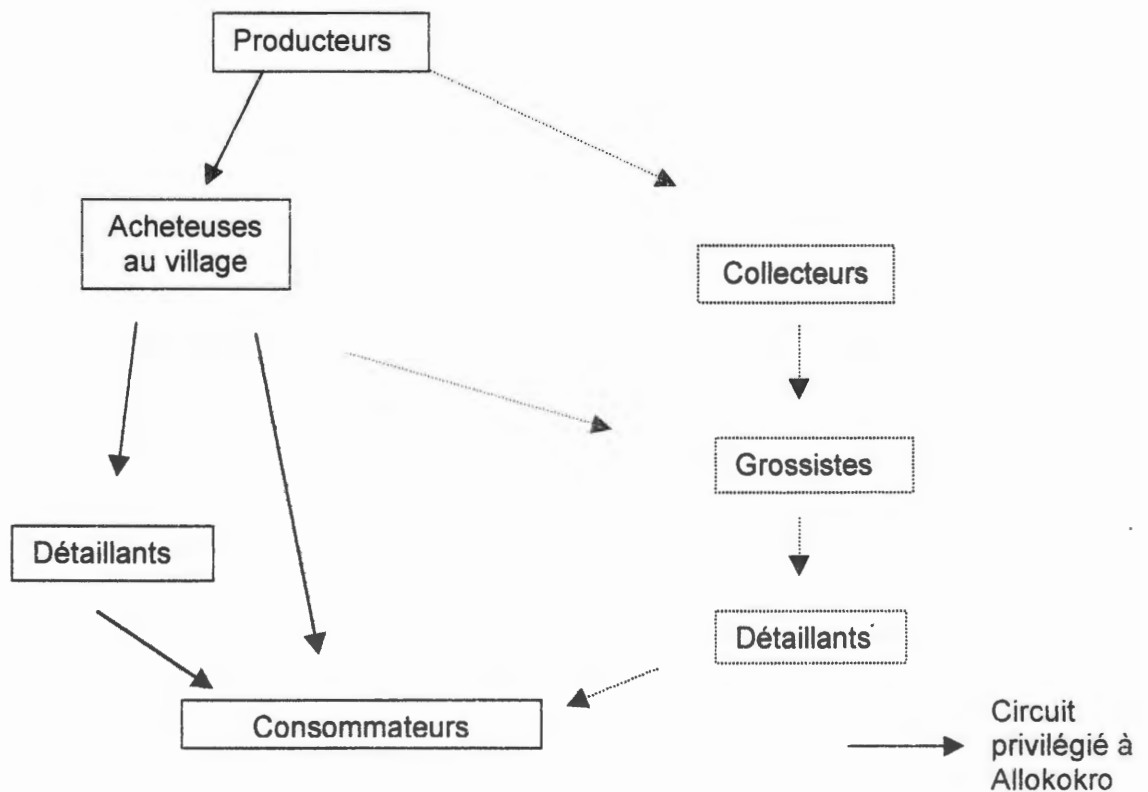 Producteurs
Acheteuses
au village
Collecteurs
Grossistes
Détaillants
Détaillants
Consommateurs
Circuit
privilégié à
Allokokro